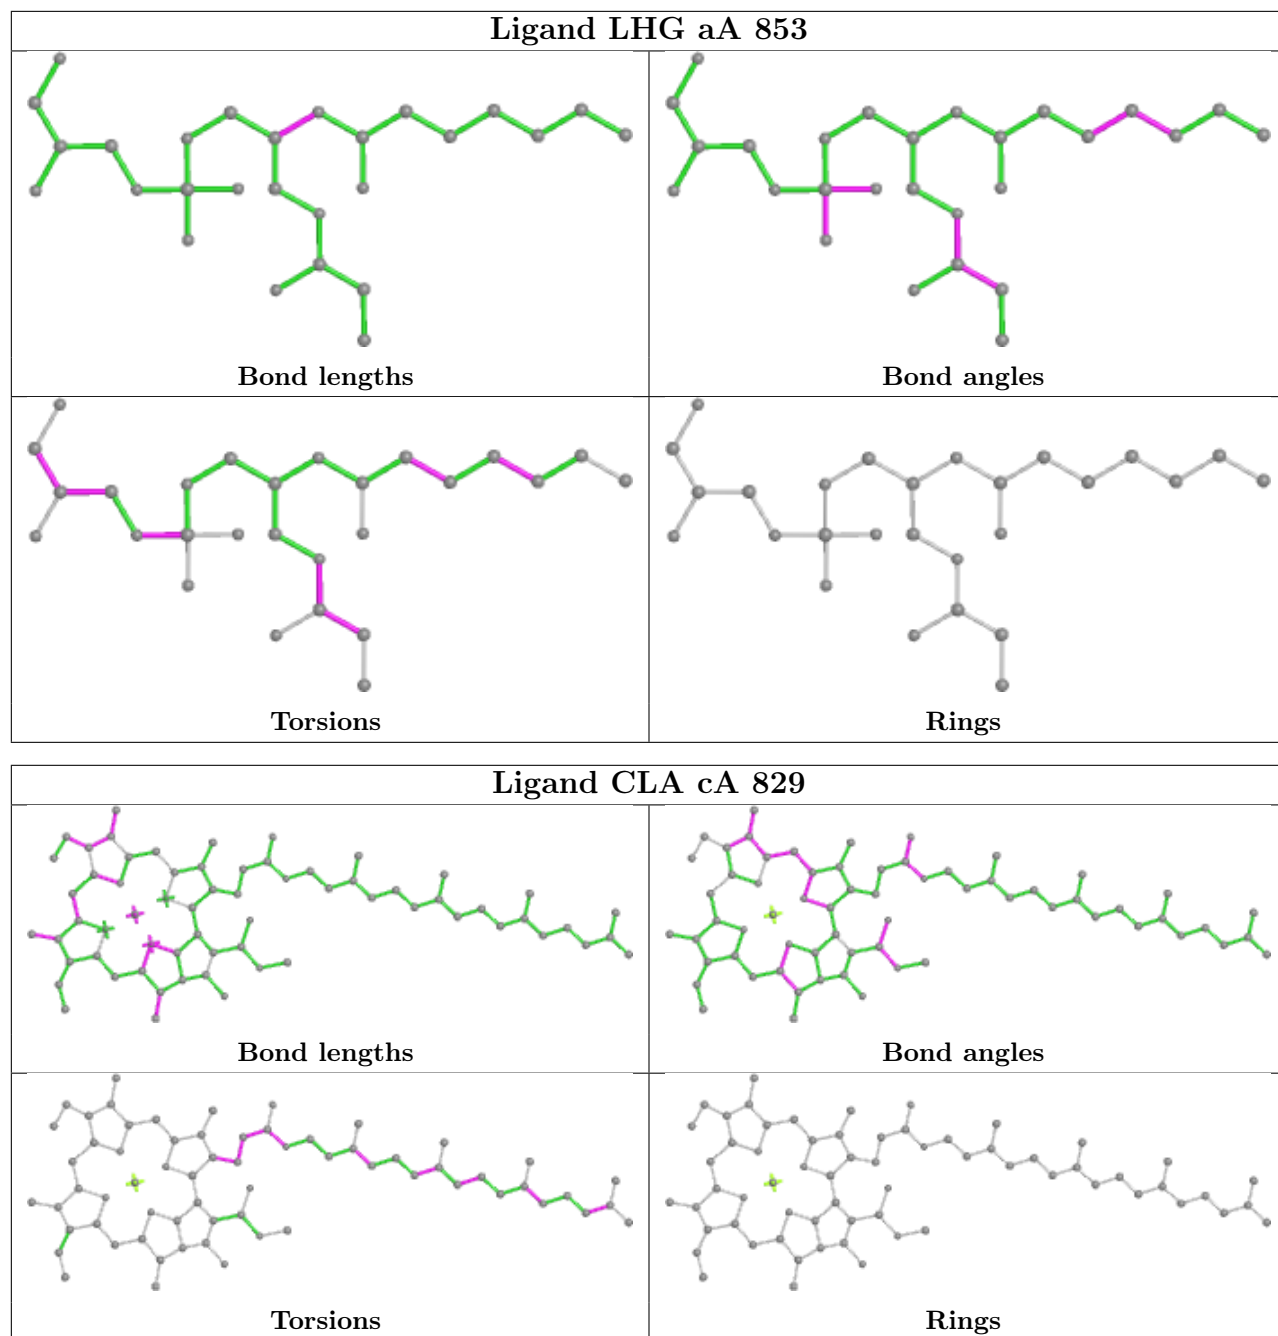 Ligand LHG aA 853
Bond lengths
Bond angles
Torsions
Rings
Ligand CLA cA 829
Bond lengths
Bond angles
Torsions
Rings